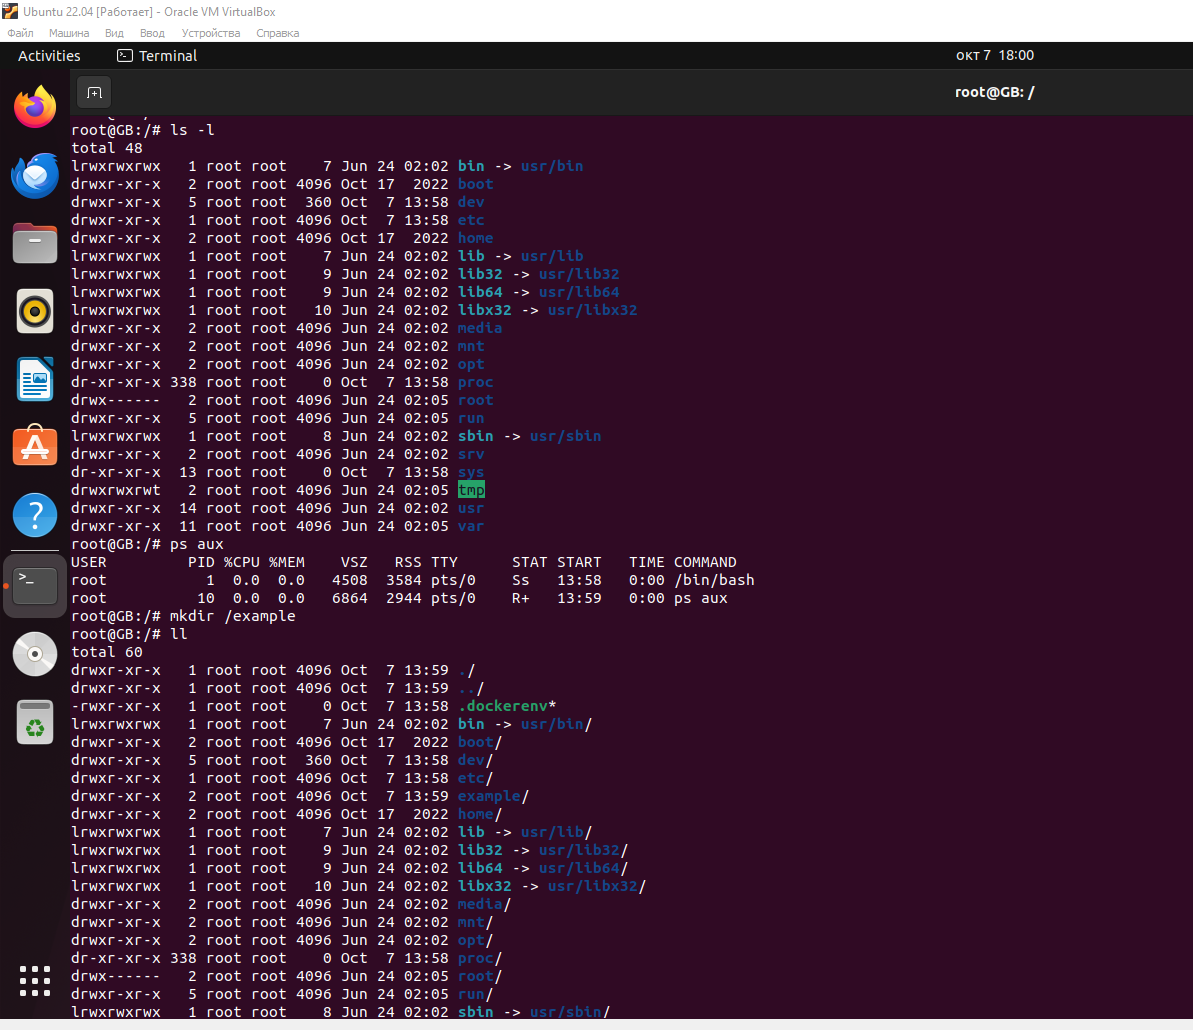 Ubuntu 22.04 [Работает] - Oracle VM VirtualBox
Файл Машина Вид Ввод Устройства Справка
Activities Terminal окт 7 18:00
root@GB: /
root@GB:/# ls -l
total 48
lrwxrwxrwx   1 root root    7 Jun 24 02:02 bin -> usr/bin
drwxr-xr-x   2 root root 4096 Oct 17  2022 boot
drwxr-xr-x   5 root root  360 Oct  7 13:58 dev
drwxr-xr-x   1 root root 4096 Oct  7 13:58 etc
drwxr-xr-x   2 root root 4096 Oct 17  2022 home
lrwxrwxrwx   1 root root    7 Jun 24 02:02 lib -> usr/lib
lrwxrwxrwx   1 root root    9 Jun 24 02:02 lib32 -> usr/lib32
lrwxrwxrwx   1 root root    9 Jun 24 02:02 lib64 -> usr/lib64
lrwxrwxrwx   1 root root   10 Jun 24 02:02 libx32 -> usr/libx32
drwxr-xr-x   2 root root 4096 Jun 24 02:02 media
drwxr-xr-x   2 root root 4096 Jun 24 02:02 mnt
drwxr-xr-x   2 root root 4096 Jun 24 02:02 opt
dr-xr-xr-x 338 root root    0 Oct  7 13:58 proc
drwx------   2 root root 4096 Jun 24 02:05 root
drwxr-xr-x   5 root root 4096 Jun 24 02:05 run
lrwxrwxrwx   1 root root    8 Jun 24 02:02 sbin -> usr/sbin
drwxr-xr-x   2 root root 4096 Jun 24 02:02 srv
dr-xr-xr-x  13 root root    0 Oct  7 13:58 sys
drwxrwxrwt   2 root root 4096 Jun 24 02:05 tmp
drwxr-xr-x  14 root root 4096 Jun 24 02:02 usr
drwxr-xr-x  11 root root 4096 Jun 24 02:05 var
root@GB:/# ps aux
USER         PID %CPU %MEM    VSZ   RSS TTY      STAT START   TIME COMMAND
root           1  0.0  0.0   4508  3584 pts/0    Ss   13:58   0:00 /bin/bash
root          10  0.0  0.0   6864  2944 pts/0    R+   13:59   0:00 ps aux
root@GB:/# mkdir /example
root@GB:/# ll
total 60
drwxr-xr-x   1 root root 4096 Oct  7 13:59 ./
drwxr-xr-x   1 root root 4096 Oct  7 13:59 ../
-rwxr-xr-x   1 root root    0 Oct  7 13:58 .dockerenv*
lrwxrwxrwx   1 root root    7 Jun 24 02:02 bin -> usr/bin/
drwxr-xr-x   2 root root 4096 Oct 17  2022 boot/
drwxr-xr-x   5 root root  360 Oct  7 13:58 dev/
drwxr-xr-x   1 root root 4096 Oct  7 13:58 etc/
drwxr-xr-x   2 root root 4096 Oct  7 13:59 example/
drwxr-xr-x   2 root root 4096 Oct 17  2022 home/
lrwxrwxrwx   1 root root    7 Jun 24 02:02 lib -> usr/lib/
lrwxrwxrwx   1 root root    9 Jun 24 02:02 lib32 -> usr/lib32/
lrwxrwxrwx   1 root root    9 Jun 24 02:02 lib64 -> usr/lib64/
lrwxrwxrwx   1 root root   10 Jun 24 02:02 libx32 -> usr/libx32/
drwxr-xr-x   2 root root 4096 Jun 24 02:02 media/
drwxr-xr-x   2 root root 4096 Jun 24 02:02 mnt/
drwxr-xr-x   2 root root 4096 Jun 24 02:02 opt/
dr-xr-xr-x 338 root root    0 Oct  7 13:58 proc/
drwx------   2 root root 4096 Jun 24 02:05 root/
drwxr-xr-x   5 root root 4096 Jun 24 02:05 run/
lrwxrwxrwx   1 root root    8 Jun 24 02:02 sbin -> usr/sbin/